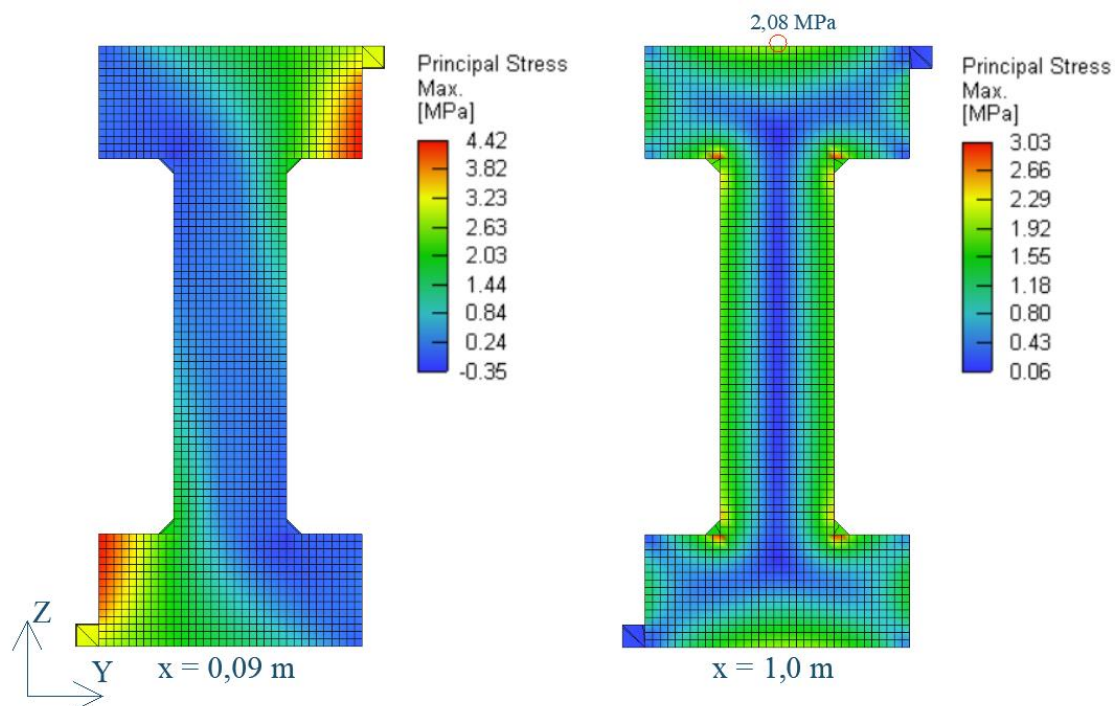 2,08 MPa
Principal Stress
Max.
[MPa]
4.42
3.82
3.23
2.63
2.03
1.44
0.84
0.24
-0.35
Principal Stress
Max.
[MPa]
3.03
2.66
2.29
1.92
1.55
1.18
0.80
0.43
0.06
Z
Y
x = 0,09 m
x = 1,0 m